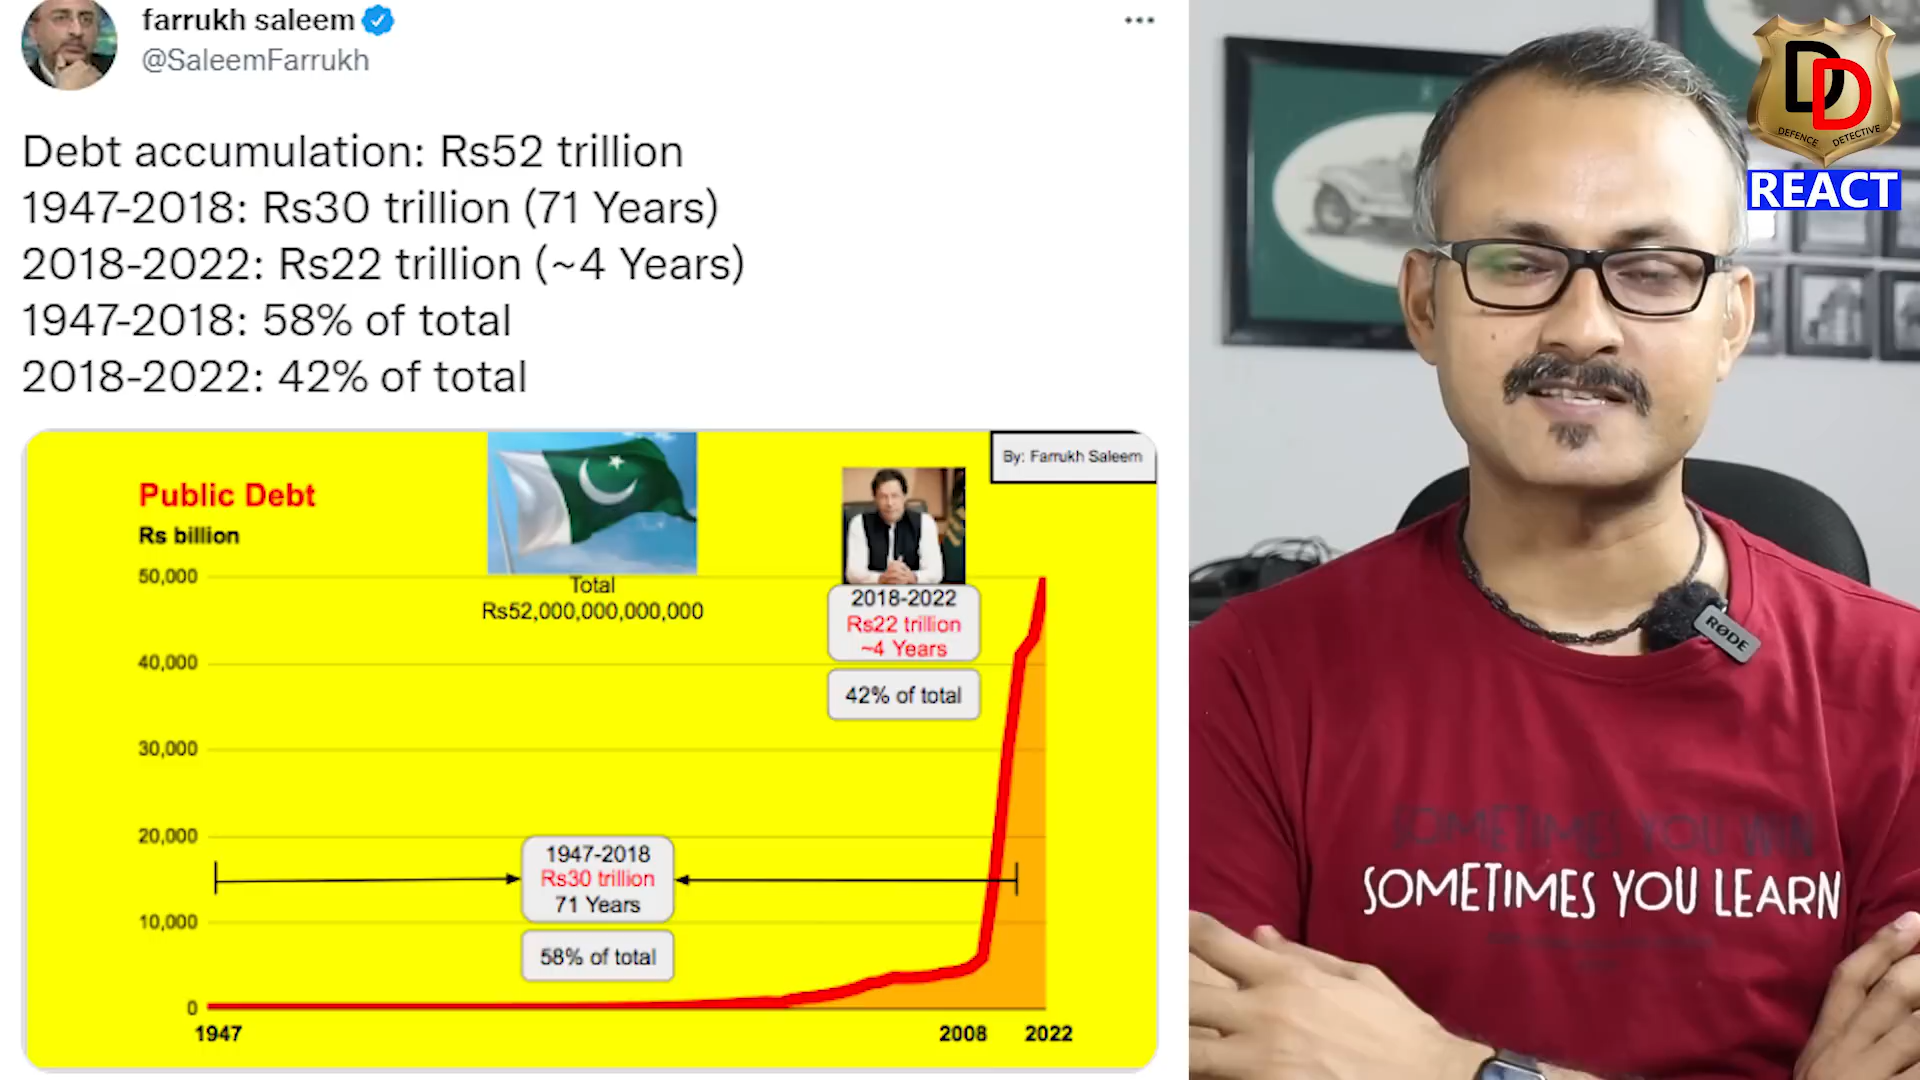 farrukh saleem
@SaleemFarrukh
Debt accumulation: Rs52 trillion
1947-2018: Rs30 trillion (71 Years)
2018-2022: Rs22 trillion (~4 Years)
1947-2018: 58% of total
2018-2022: 42% of total
By: Farrukh Saleem
Public Debt
Rs billion
50,000
40,000
30,000
20,000
10,000
0
Total
Rs52,000,000,000,000
2018-2022
Rs22 trillion
~4 Years
42% of total
1947-2018
Rs30 trillion
71 Years
58% of total
1947
2008
2022
DD
DEFENCE DETECTIVE
REACT
RØDE
SOMETIMES YOU WIN
SOMETIMES YOU LEARN